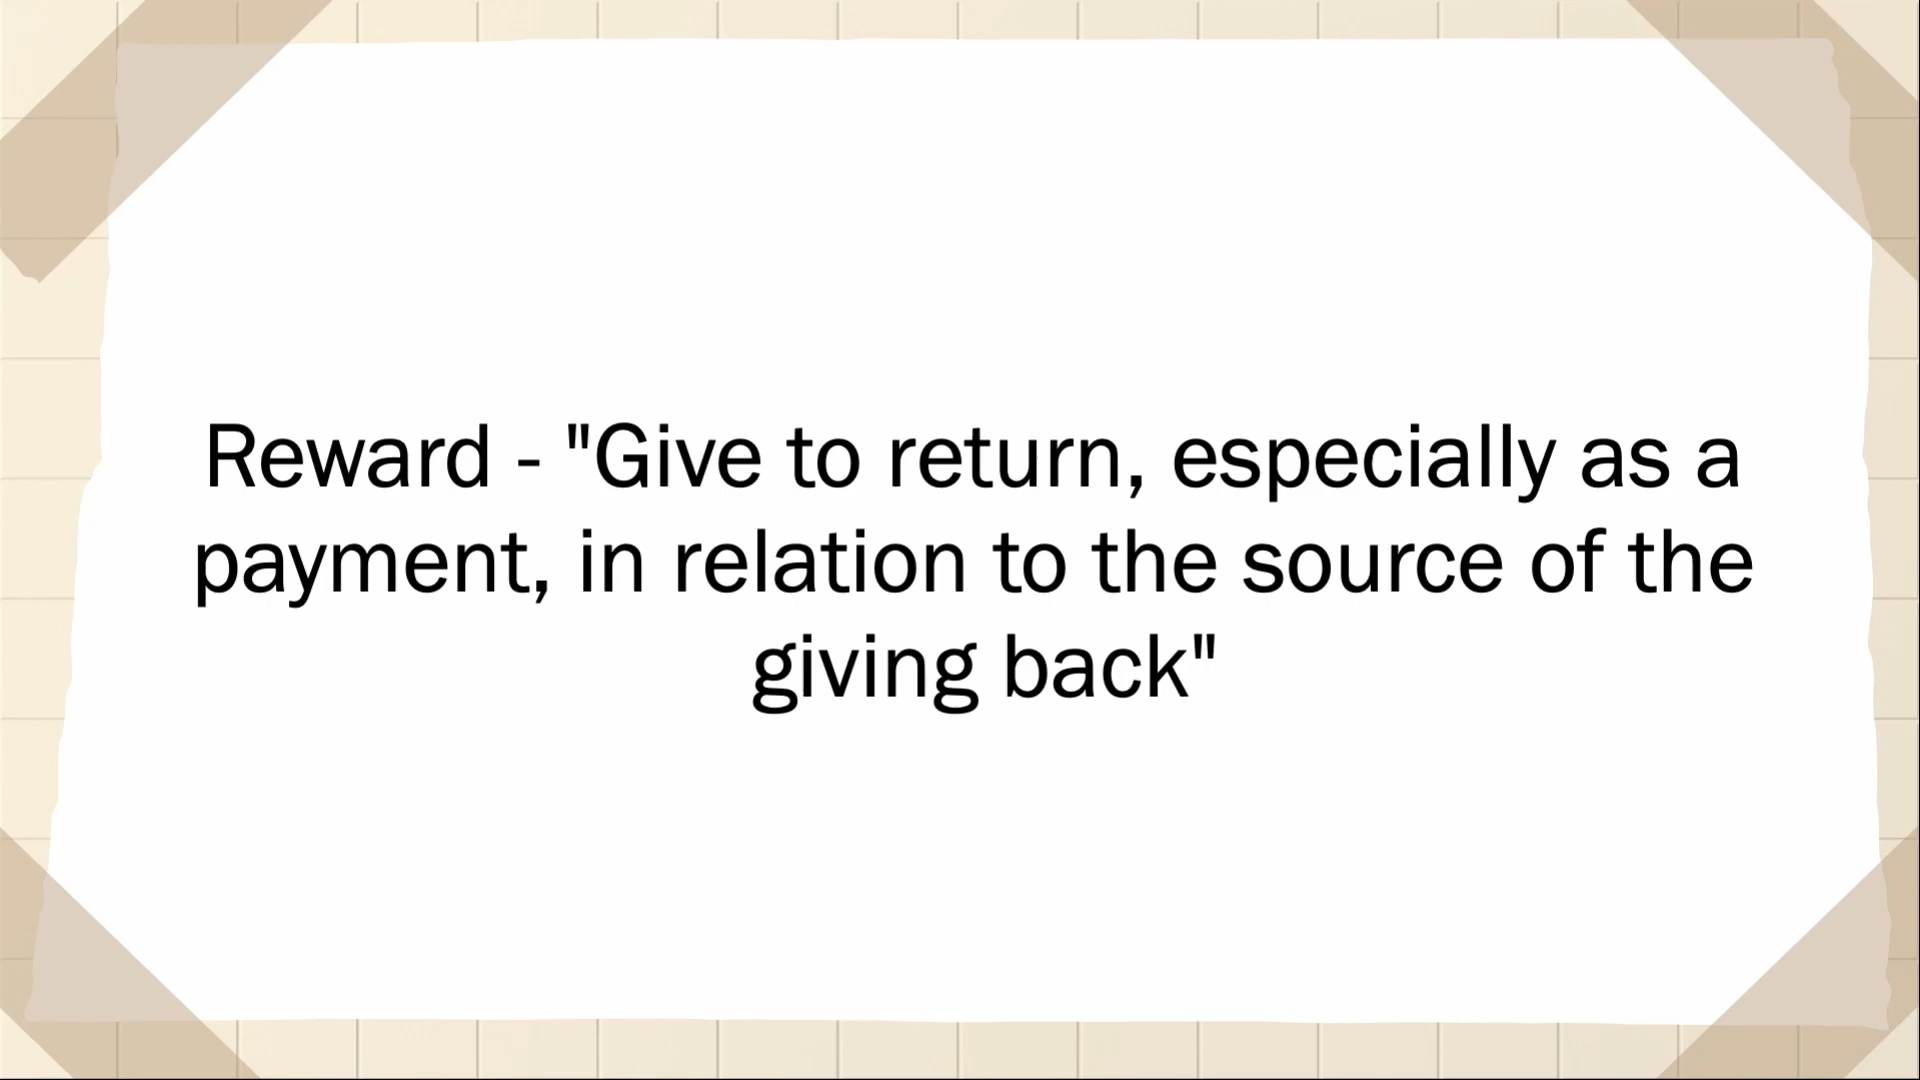 Reward - "Give to return, especially as a
payment, in relation to the source of the
giving back"